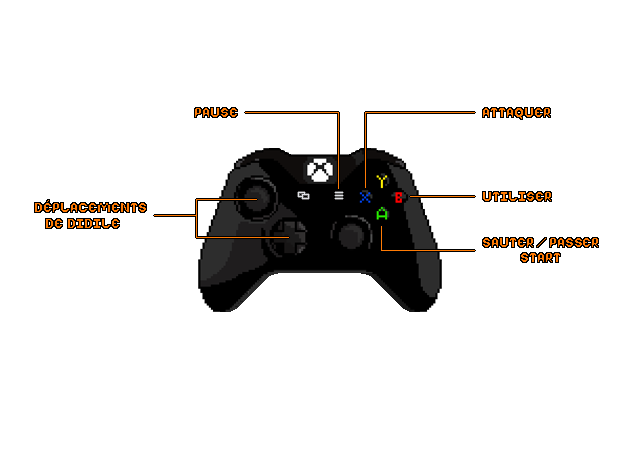 PAUSE
ATTAQUER
Y
X
B
A
UTILISER
DÉPLACEMENTS
DE DIDILE
SAUTER / PASSER
START